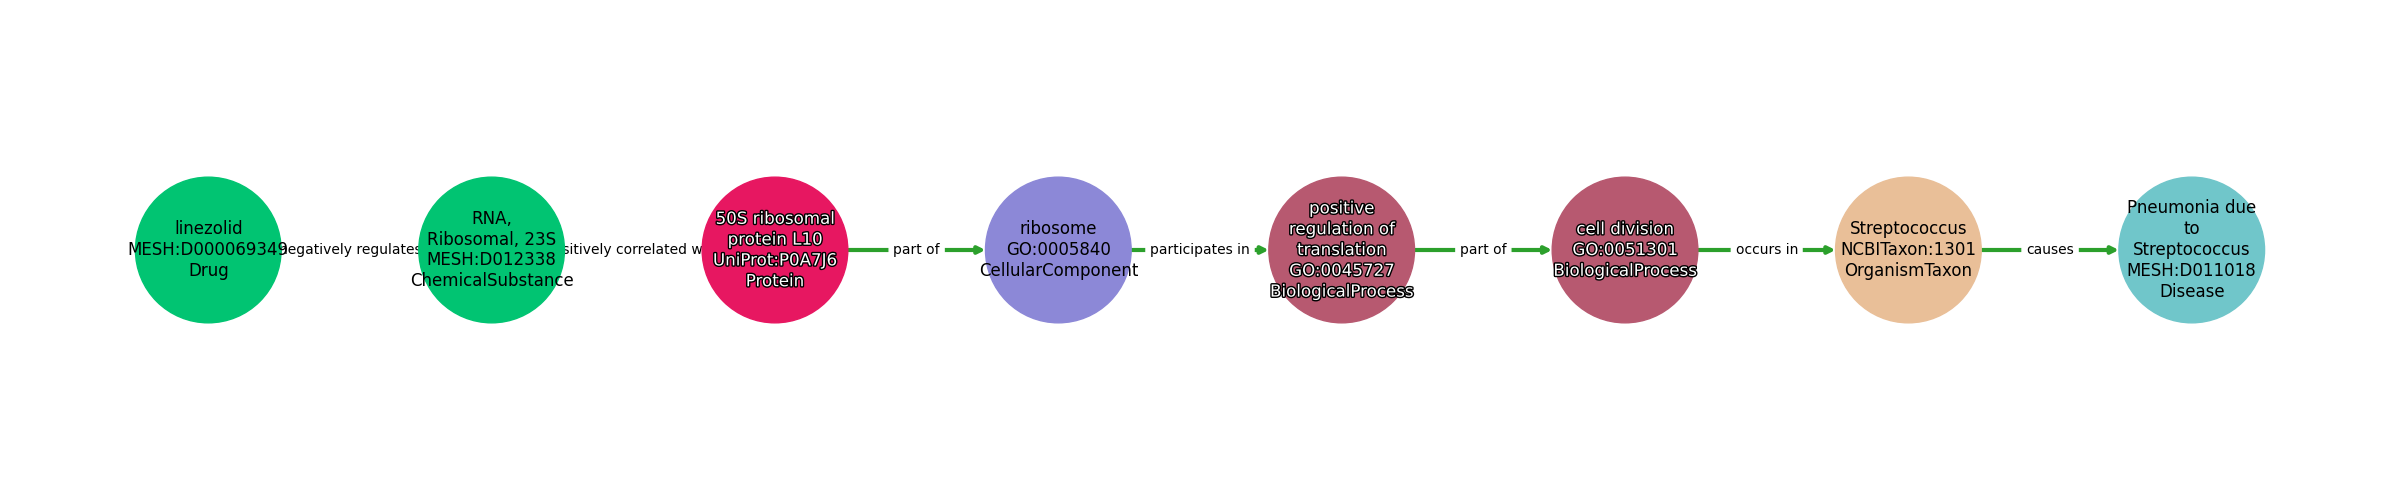 linezolid
MESH:D000069349
Drug
negatively regulates
RNA,
Ribosomal, 23S
MESH:D012338
ChemicalSubstance
correlated
50S ribosomal
protein L10
UniProt:P0A7J6
Protein
part of
ribosome
GO:0005840
CellularComponent
participates in
positive
regulation of
translation
GO:0045727
BiologicalProcess
part of
cell division
GO:0051301
BiologicalProcess
occurs in
Streptococcus
NCBITaxon:1301
OrganismTaxon
causes
Pneumonia due
to
Streptococcus
MESH:D011018
Disease